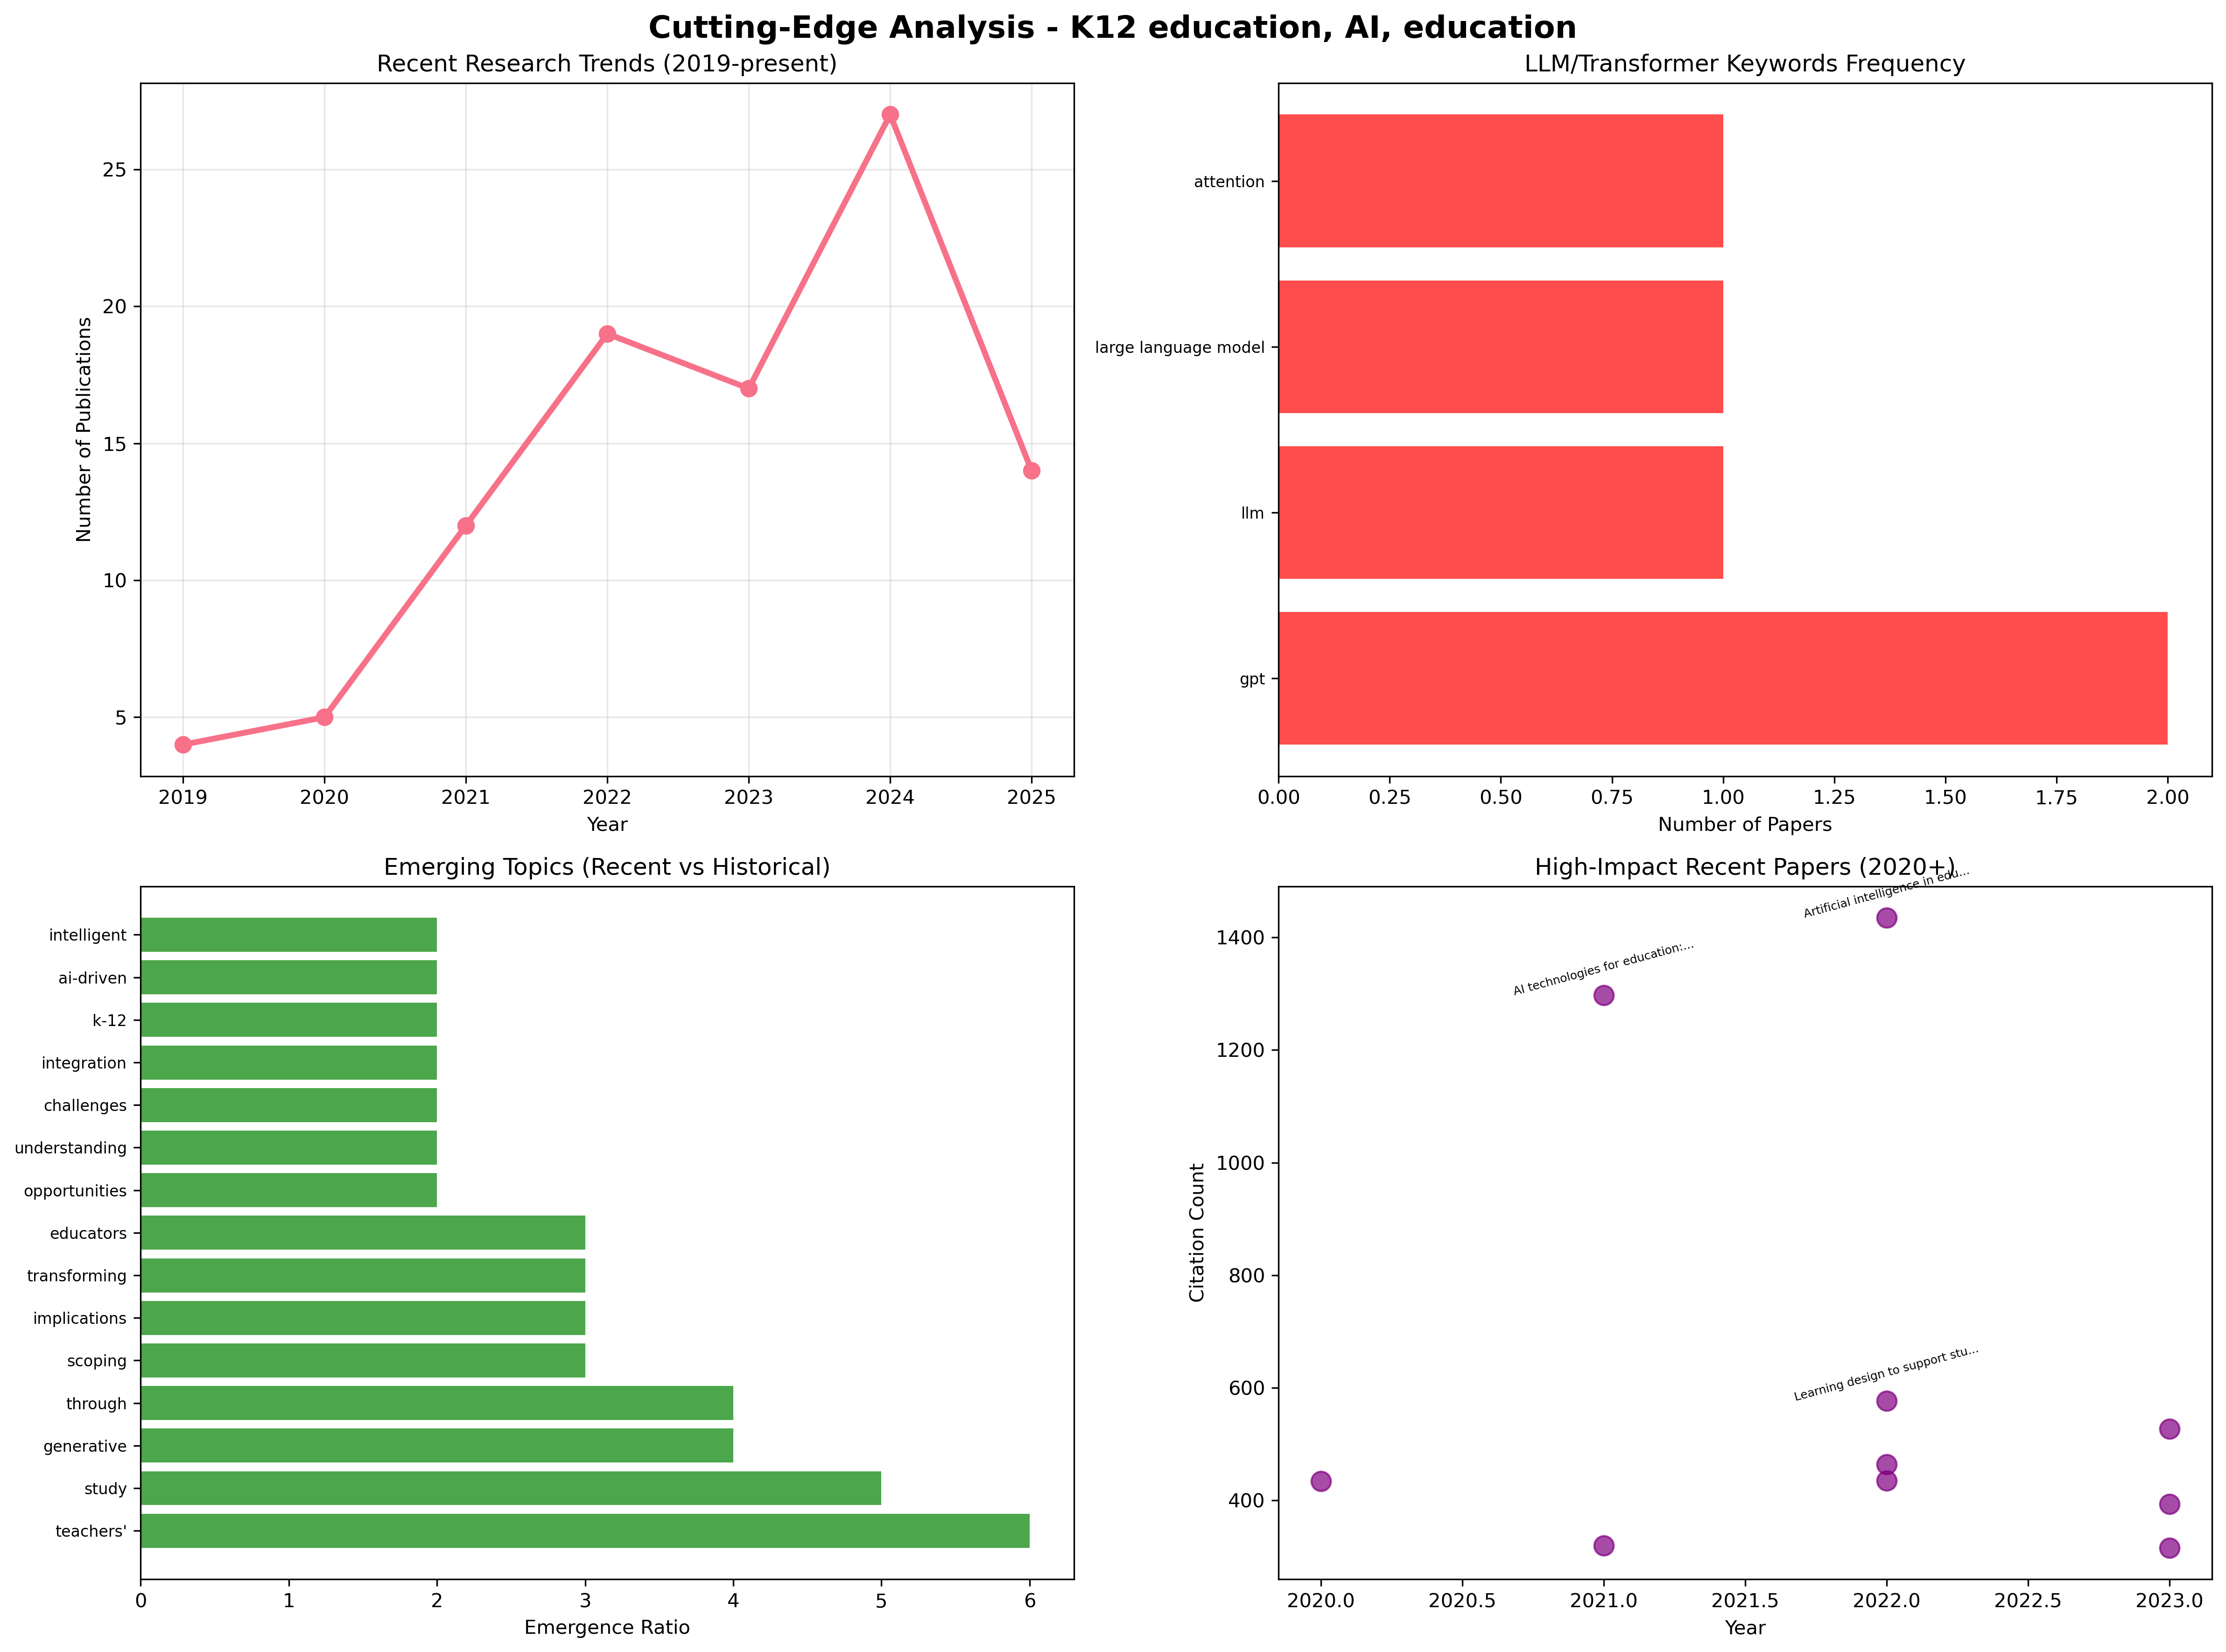 Cutting-Edge Analysis - K12 education, AI, education
Recent Research Trends (2019-present)
Number of Publications
25
20
15
10
5
2019 2020 2021 2022 2023 2024 2025
Year
LLM/Transformer Keywords Frequency
attention
large language model
llm
gpt
0.00 0.25 0.50 0.75 1.00 1.25 1.50 1.75 2.00
Number of Papers
Emerging Topics (Recent vs Historical)
intelligent
ai-driven
k-12
integration
challenges
understanding
opportunities
educators
transforming
implications
scoping
through
generative
study
teachers'
0 1 2 3 4 5 6
Emergence Ratio
High-Impact Recent Papers (2020+)
Artificial intelligence in edu...
AI technologies for education:...
Learning design to support stu...
Citation Count
1400
1200
1000
800
600
400
2020.0 2020.5 2021.0 2021.5 2022.0 2022.5 2023.0
Year